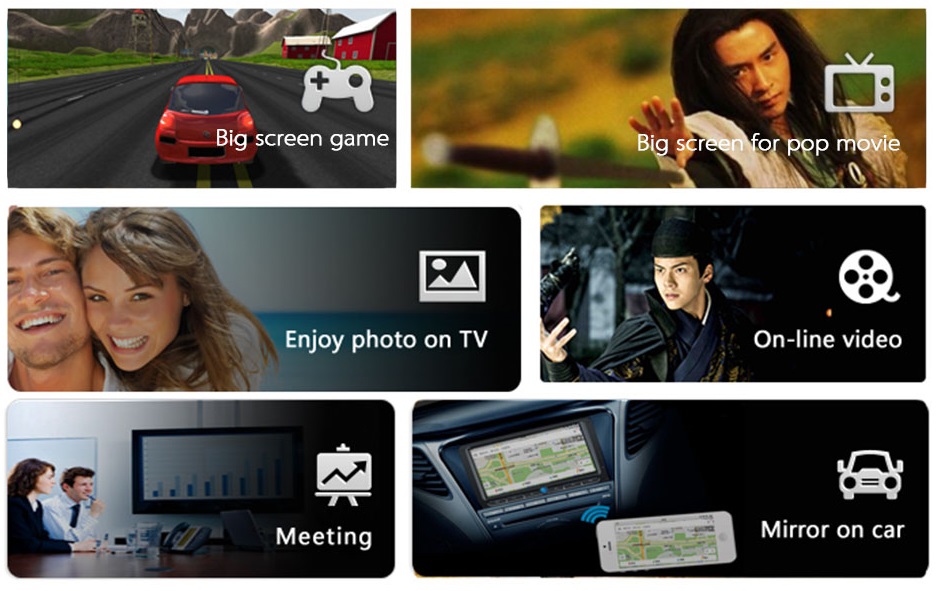 Big screen game
Big screen for pop movie
Enjoy photo on TV
On-line video
Meeting
Mirror on car